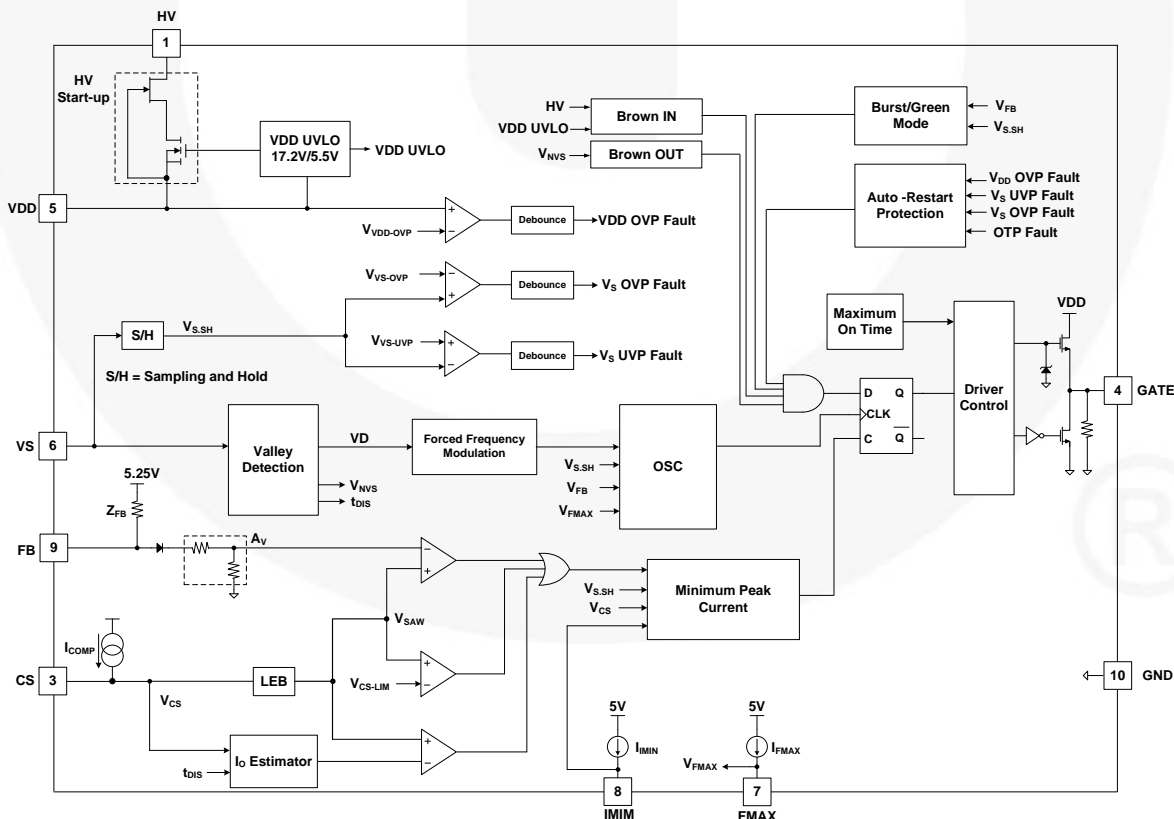 HV
1
HV
Start-up
VDD UVLO
17.2V/5.5V
VDD UVLO
HV
VDD UVLO
Brown IN
VNVS
Brown OUT
Burst/Green
Mode
VFB
VS.SH
Auto -Restart
Protection
VDD OVP Fault
VS UVP Fault
VS OVP Fault
OTP Fault
VDD
5
VVDD-OVP
+
−
Debounce
VDD OVP Fault
VVS-OVP
−
+
Debounce
VS OVP Fault
S/H
VS.SH
VVS-UVP
+
−
Debounce
VS UVP Fault
S/H = Sampling and Hold
Maximum
On Time
VDD
Driver
Control
4
GATE
D
Q
CLK
C
Q
VS
6
Valley
Detection
VD
VNVS
tDIS
Forced Frequency
Modulation
VS.SH
VFB
VFMAX
OSC
5.25V
ZFB
FB
9
AV
−
+
VSAW
VCS-LIM
+
−
VS.SH
VCS
Minimum Peak
Current
ICOMP
CS
3
VCS
LEB
tDIS
IO Estimator
+
−
5V
IIMIN
8
IMIM
5V
IFMAX
VFMAX
7
FMAX
10
GND
R